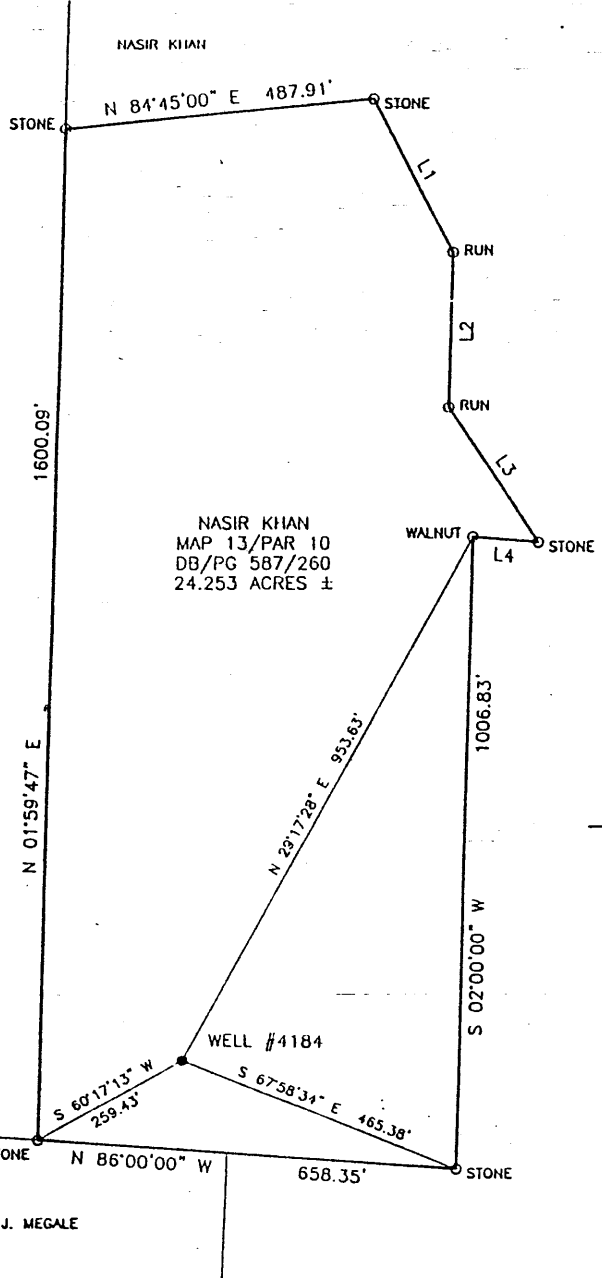 NASIR KHAN
N 84°45'00" E 487.91'
STONE
STONE
L1
RUN
L2
RUN
1600.09'
L3
NASIR KHAN
MAP 13/PAR 10
DB/PG 587/260
24.253 ACRES ±
WALNUT
STONE
L4
1006.83'
N 29°17'28" E 953.63'
N 01°59'47" E
S 02°00'00" W
WELL #4184
S 60°17'13" W
259.43'
S 67°58'34" E 465.38'
ONE
N 86°00'00" W
658.35'
STONE
J. MEGALE